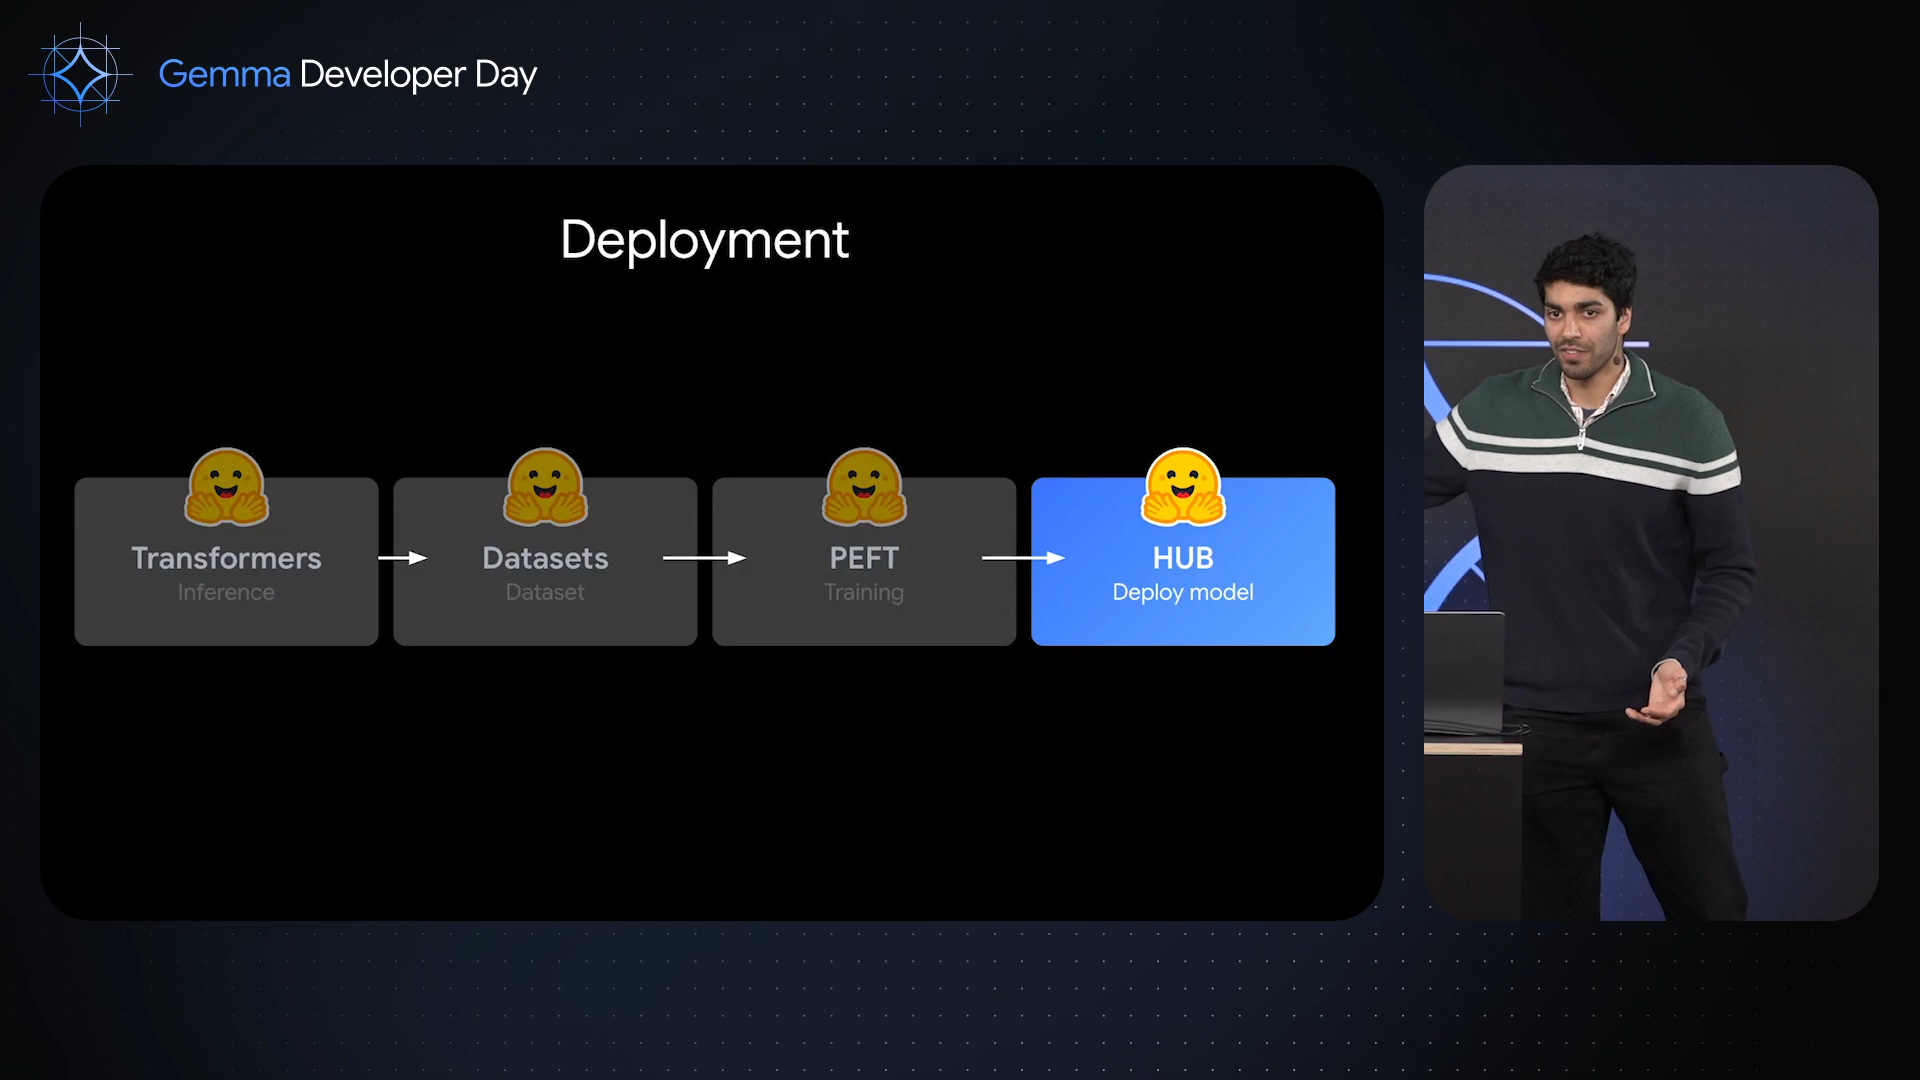 Gemma Developer Day
Deployment
Transformers
Inference
Datasets
Dataset
PEFT
Training
HUB
Deploy model